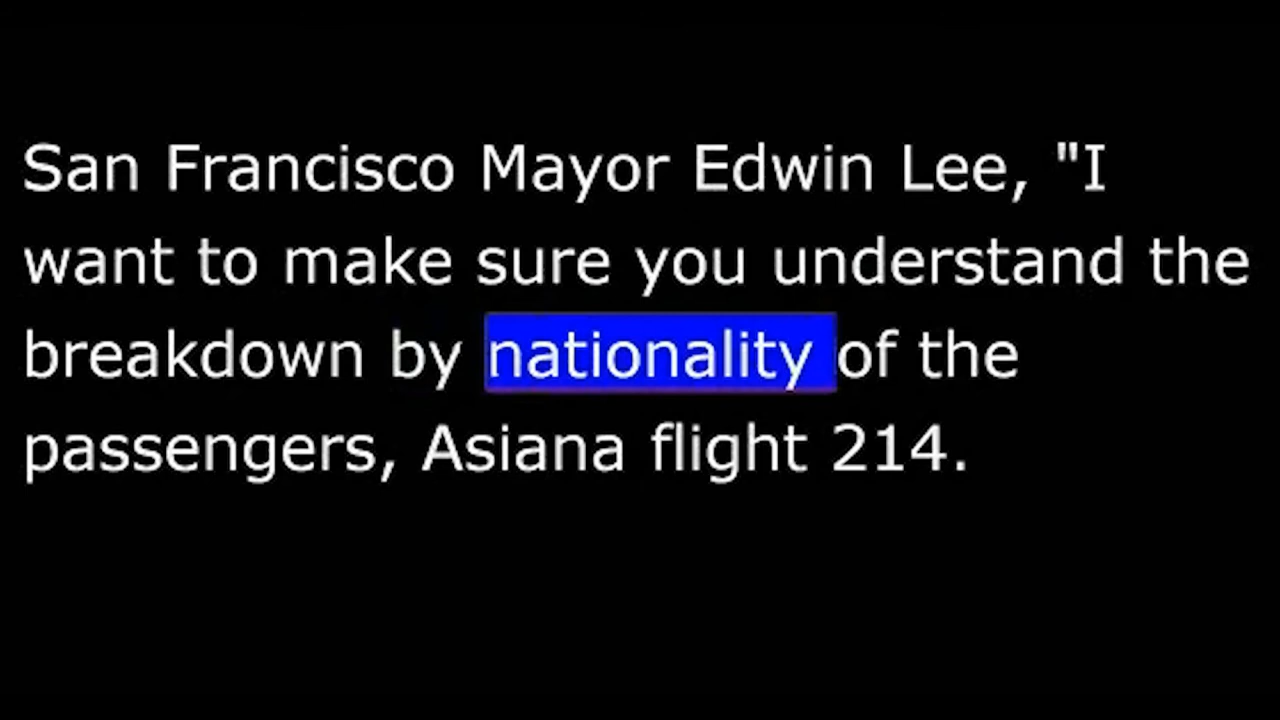 San Francisco Mayor Edwin Lee, "I
want to make sure you understand the
breakdown by nationality of the
passengers, Asiana flight 214.